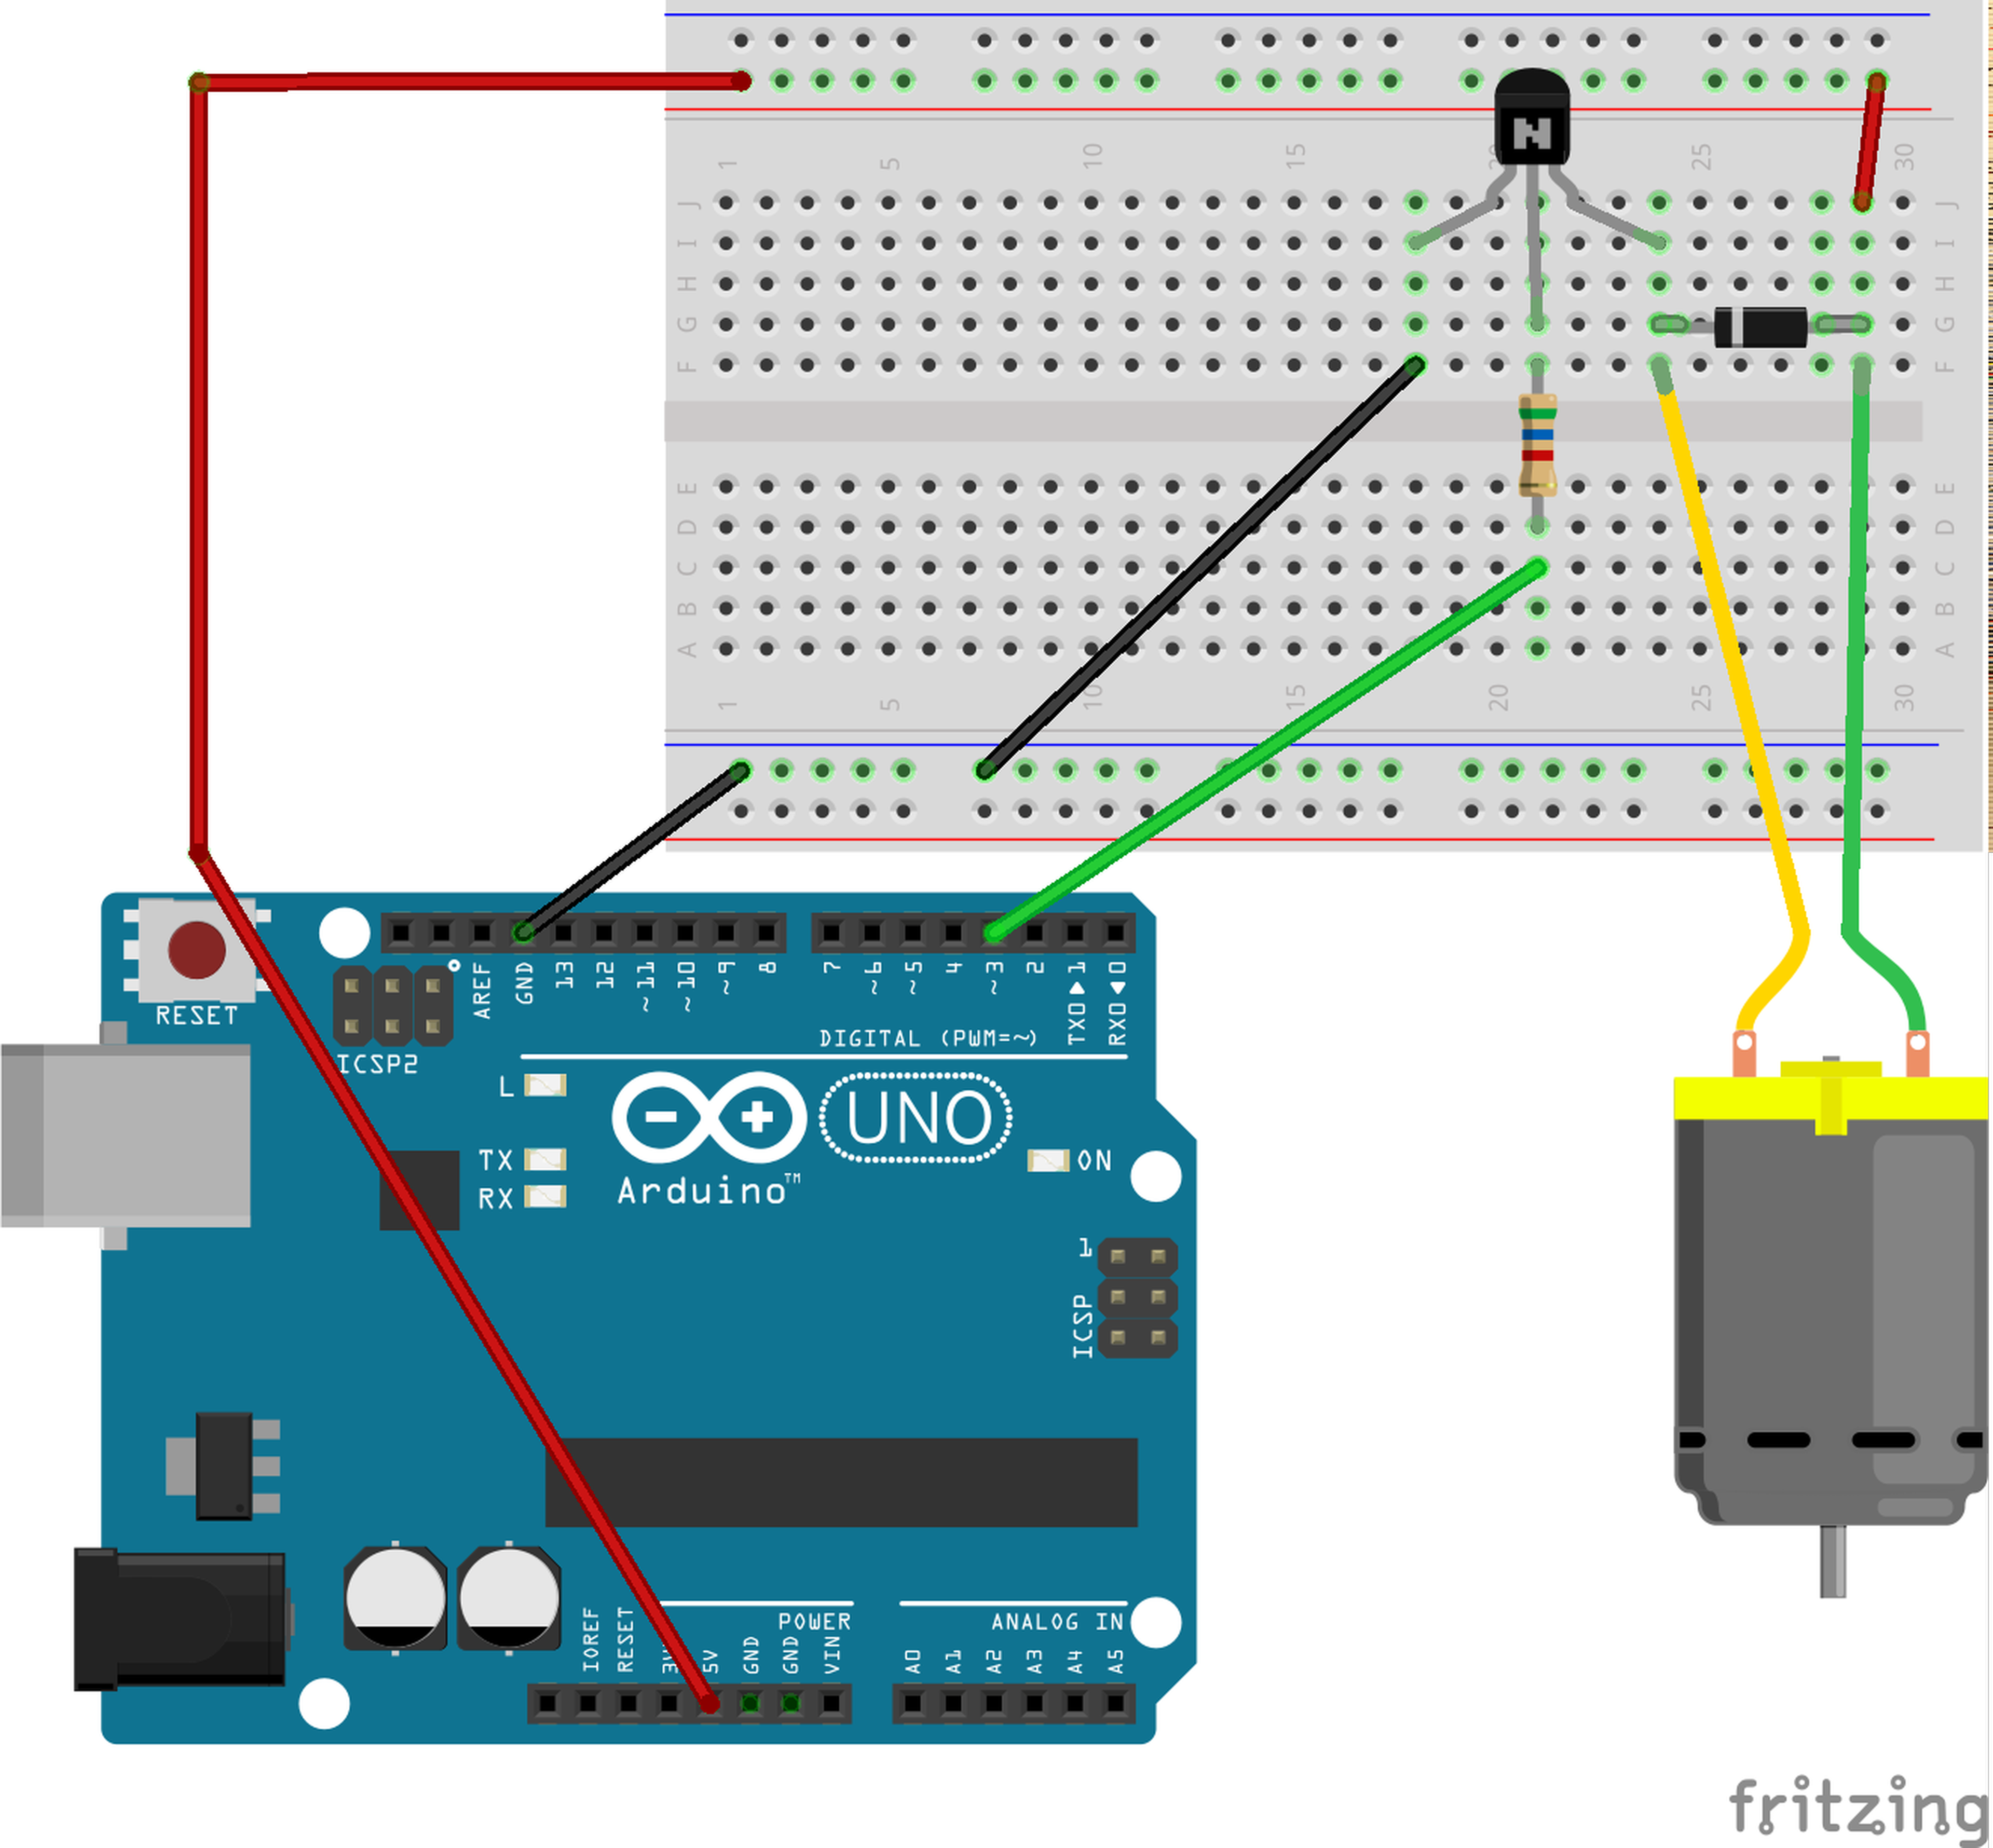 1 5 10 15 20 25 30
J J
I I
H H
G G
F F
E E
D D
C C
B B
A A
1 5 10 15 20 25 30
N
RESET
ICSP2
AREF GND 13 12 ~11 ~10 ~9 8 7 ~6 ~5 4 ~3 2 TX0▶1 RX0◀0
DIGITAL (PWM=~)
L
TX
RX
UNO
Arduino™
ON
1
ICSP
POWER
ANALOG IN
IOREF RESET 5V GND GND VIN A0 A1 A2 A3 A4 A5
fritzing